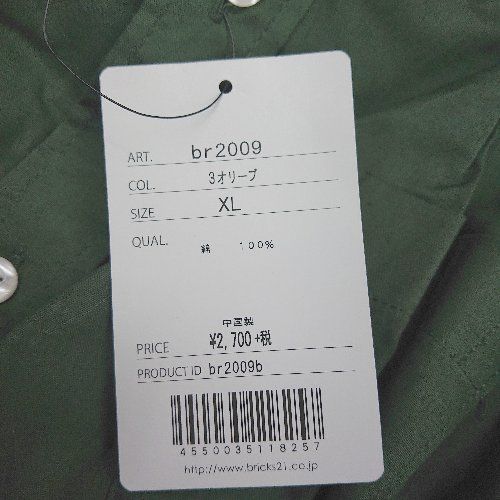 ART. br2009
COL. 3オリーブ
SIZE XL
QUAL. 綿 100%
中国製
PRICE ¥2,700+税
PRODUCT ID br2009b
4550035118257
http://www.bricks21.co.jp